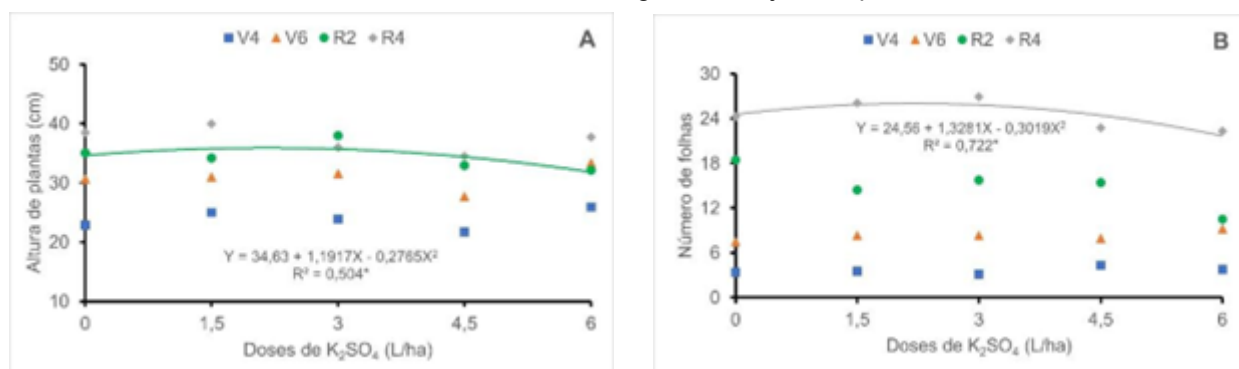 V4 V6 R2 R4
A
Altura de plantas (cm)
50
40
30
20
10
Y = 34,63 + 1,1917X - 0,2765X²
R² = 0,504*
0 1,5 3 4,5 6
Doses de K₂SO₄ (L/ha)
V4 V6 R2 R4
B
Número de folhas
30
24
18
12
6
0
Y = 24,56 + 1,3281X - 0,3019X²
R² = 0,722*
0 1,5 3 4,5 6
Doses de K₂SO₄ (L/ha)